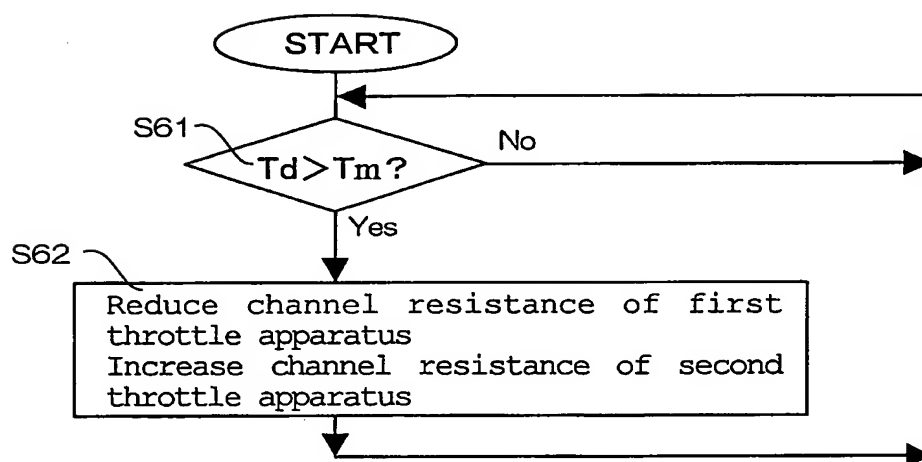 START
S61
Td>Tm?
No
Yes
S62
Reduce channel resistance of first
throttle apparatus
Increase channel resistance of second
throttle apparatus